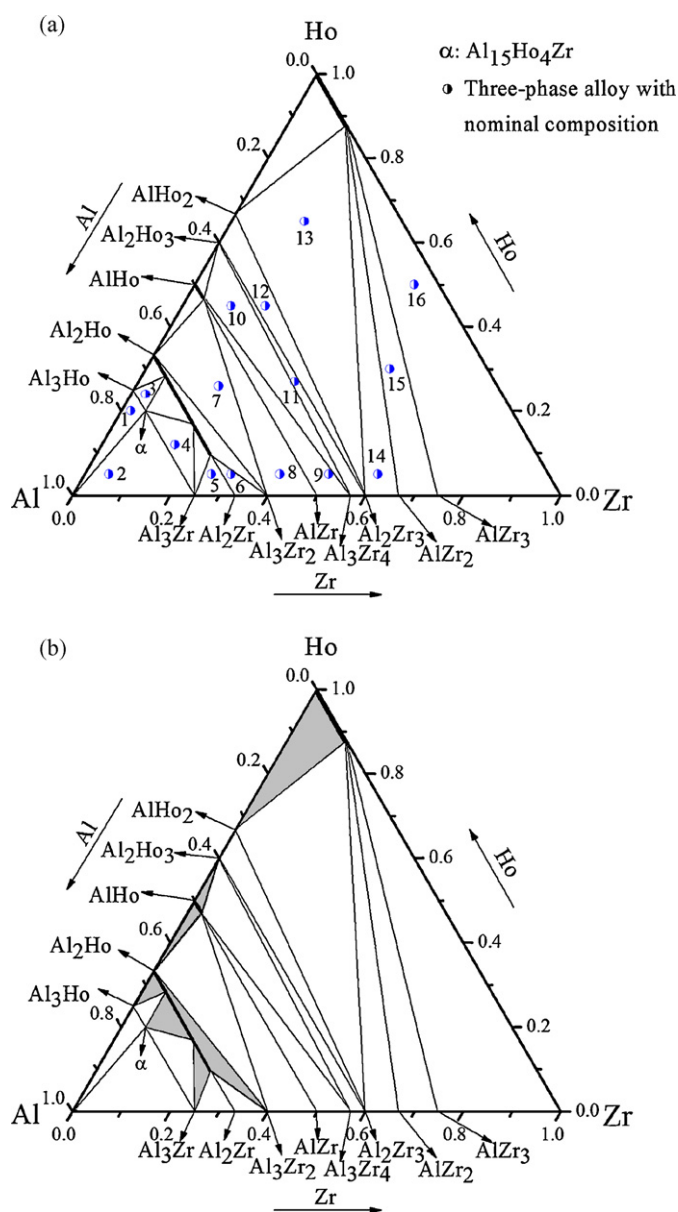 (a)
Ho
α: Al15Ho4Zr
Three-phase alloy with
nominal composition
0.0
1.0
0.2
0.8
AlHo2
Al
13
Ho
Al2Ho3
0.4
0.6
AlHo
12
16
10
0.6
0.4
Al2Ho
Al3Ho
15
0.8
3
7
11
0.2
1
α
4
14
2
5
6
8
9
Al
1.0
0.0
Zr
0.0
0.2
0.4
0.6
0.8
1.0
Al3Zr
Al2Zr
Al3Zr2
AlZr
Al3Zr4
Al2Zr3
AlZr2
AlZr3
Zr
(b)
Ho
0.0
1.0
0.2
0.8
AlHo2
Al
Ho
Al2Ho3
0.4
0.6
AlHo
0.6
0.4
Al2Ho
Al3Ho
0.8
0.2
α
Al
1.0
0.0
Zr
0.0
0.2
0.4
0.6
0.8
1.0
Al3Zr
Al2Zr
Al3Zr2
AlZr
Al3Zr4
Al2Zr3
AlZr2
AlZr3
Zr